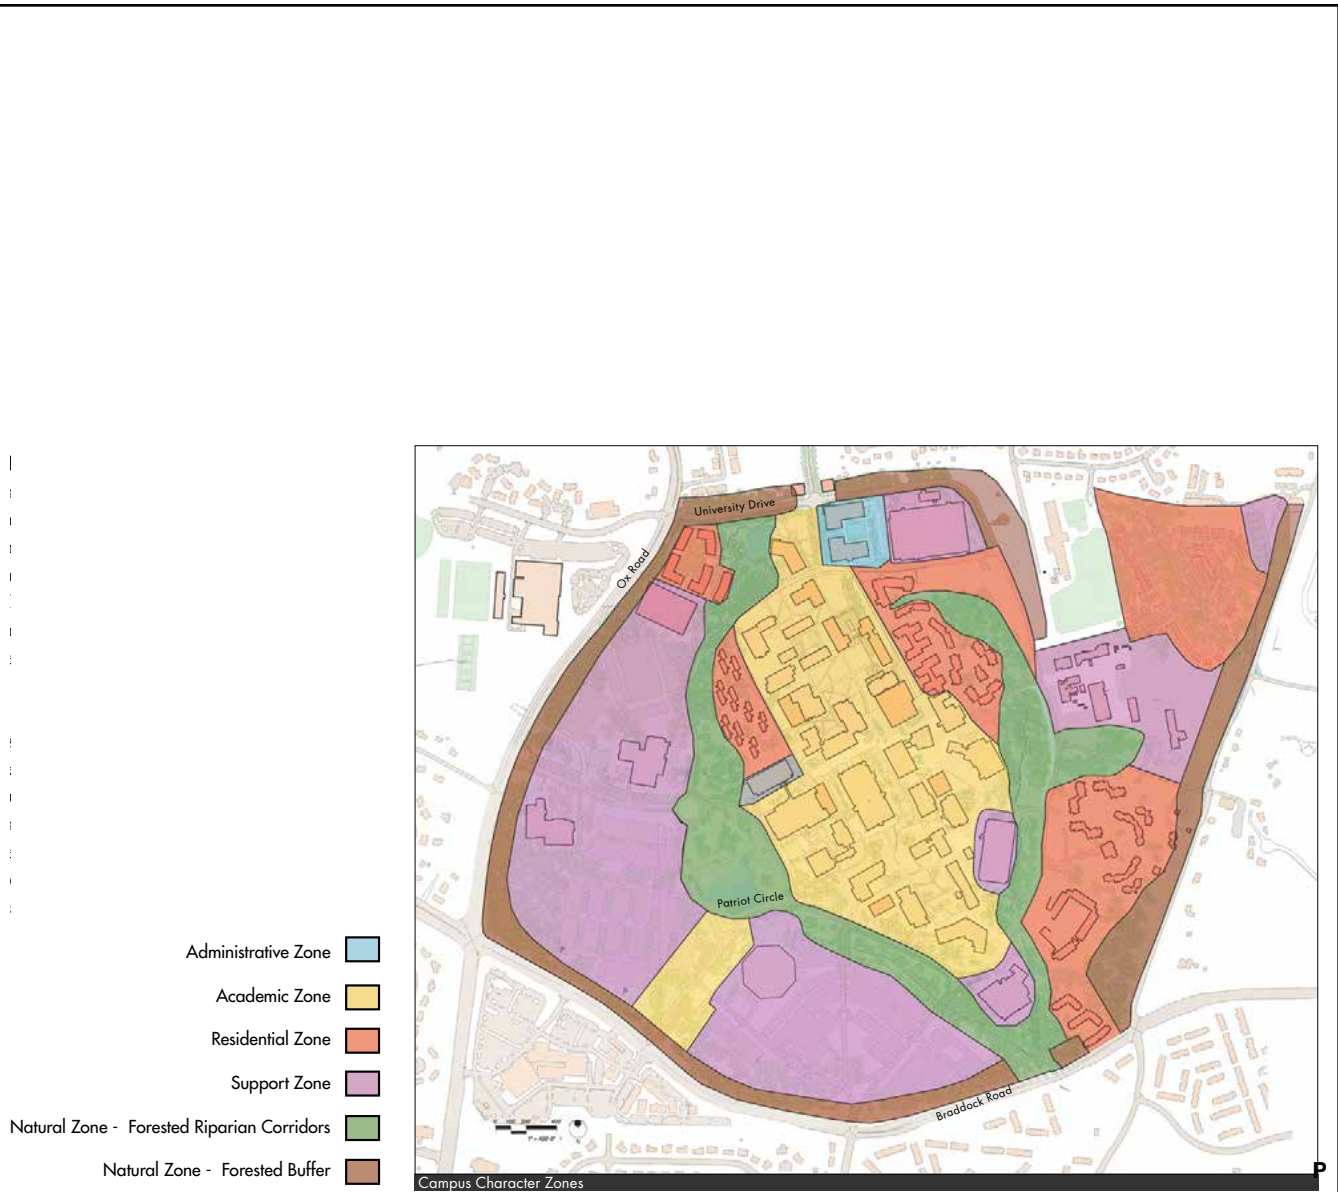 University Drive
Ox Road
Patriot Circle
Braddock Road
Administrative Zone
Academic Zone
Residential Zone
Support Zone
Natural Zone - Forested Riparian Corridors
Natural Zone - Forested Buffer
P
Campus Character Zones